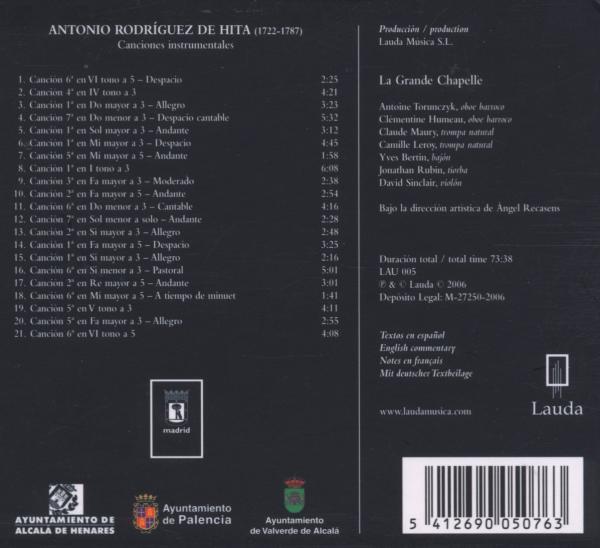 ANTONIO RODRÍGUEZ DE HITA (1722-1787)
Canciones instrumentales
1. Canción 6ª en VI tono a 5 – Despacio 2:25
2. Canción 4ª en IV tono a 3 4:21
3. Canción 1ª en Do mayor a 3 – Allegro 3:23
4. Canción 7ª en Do menor a 3 – Despacio cantable 5:32
5. Canción 1ª en Sol mayor a 3 – Andante 3:12
6. Canción 1ª en Mi mayor a 3 – Despacio 4:45
7. Canción 5ª en Mi mayor a 5 – Andante 1:58
8. Canción 1ª en I tono a 3 6:08
9. Canción 3ª en Fa mayor a 3 – Moderado 2:38
10. Canción 2ª en Fa mayor a 5 – Andante 2:54
11. Canción 6ª en Do menor a 3 – Cantable 4:16
12. Canción 7ª en Sol menor a solo – Andante 2:28
13. Canción 2ª en Si mayor a 3 – Allegro 2:48
14. Canción 1ª en Fa mayor a 5 – Despacio 3:25
15. Canción 1ª en Si mayor a 3 – Allegro 2:16
16. Canción 6ª en Si menor a 3 – Pastoral 5:01
17. Canción 2ª en Re mayor a 5 – Andante 3:01
18. Canción 6ª en Mi mayor a 5 – A tiempo de minuet 1:41
19. Canción 5ª en V tono a 3 4:11
20. Canción 5ª en Fa mayor a 3 – Allegro 2:55
21. Canción 6ª en VI tono a 5 4:08
madrid
AYUNTAMIENTO DE
ALCALA DE HENARES
Ayuntamiento
de Palencia
Ayuntamiento
de Valverde de Alcalá
Producción / production
Lauda Música S.L.
La Grande Chapelle
Antoine Torunczyk, oboe barroco
Clémentine Humeau, oboe barroco
Claude Maury, trompa natural
Camille Leroy, trompa natural
Yves Bertin, bajón
Jonathan Rubin, tiorba
David Sinclair, violón
Bajo la dirección artistica de Àngel Recasens
Duración total / total time 73:38
LAU 005
℗ & © Lauda © 2006
Depósito Legal: M-27250-2006
Textos en español
English commentary
Notes en français
Mit deutscher Textbeilage
www.laudamusica.com
Lauda
5 412690 050763